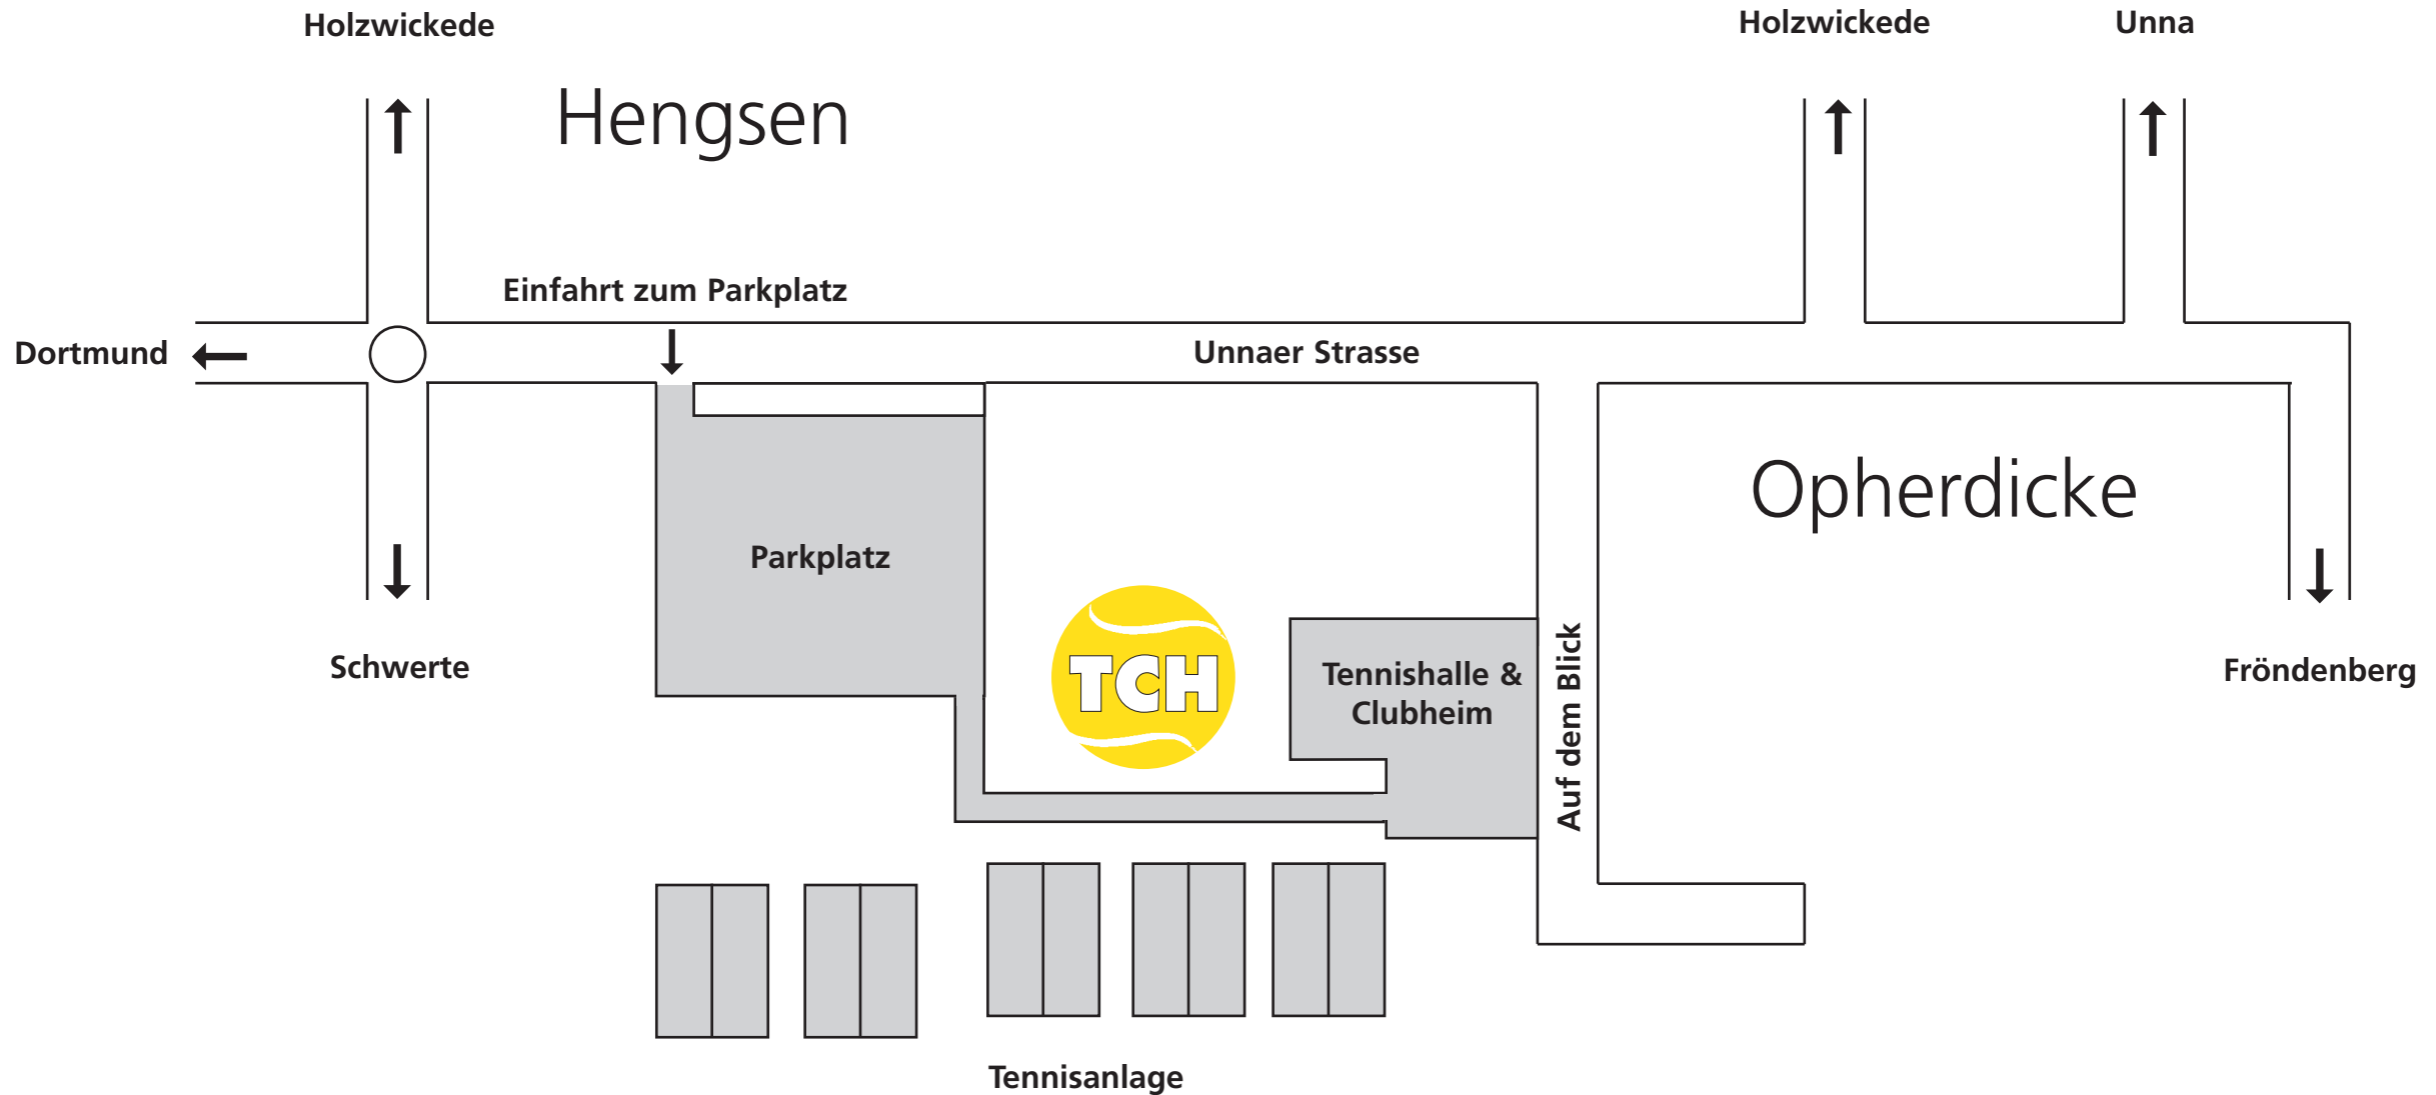 Holzwickede
Holzwickede
Unna
Hengsen
Einfahrt zum Parkplatz
Dortmund
Unnaer Strasse
Opherdicke
Parkplatz
Schwerte
TCH
Tennishalle &
Clubheim
Auf dem Blick
Fröndenberg
Tennisanlage